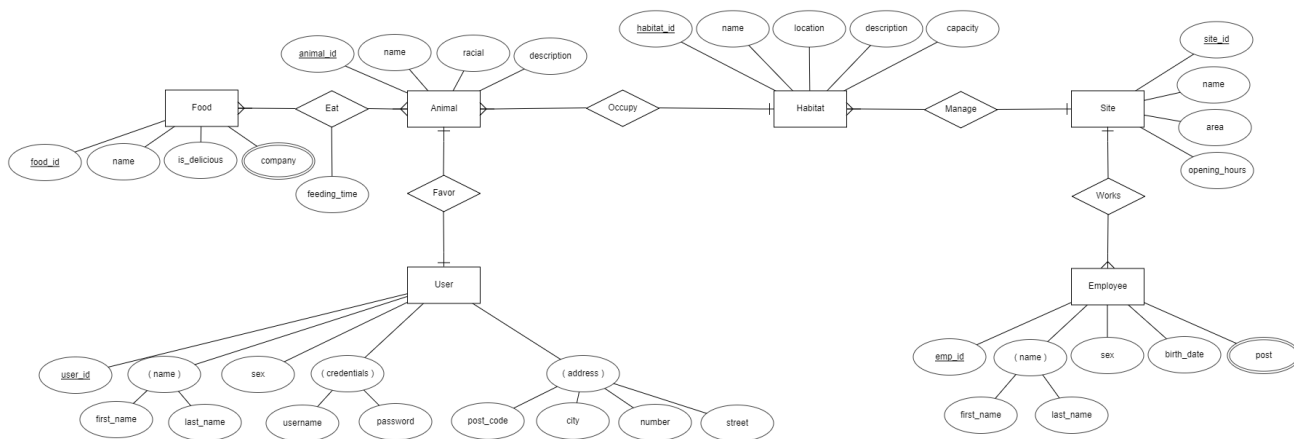 habitat_id
name
location
description
capacity
site_id
animal_id
name
racial
description
name
Food
Eat
Animal
Occupy
Habitat
Manage
Site
area
food_id
name
is_delicious
company
opening_hours
feeding_time
Favor
Works
User
Employee
user_id
( name )
sex
( credentials )
( address )
emp_id
( name )
sex
birth_date
post
first_name
last_name
username
password
post_code
city
number
street
first_name
last_name